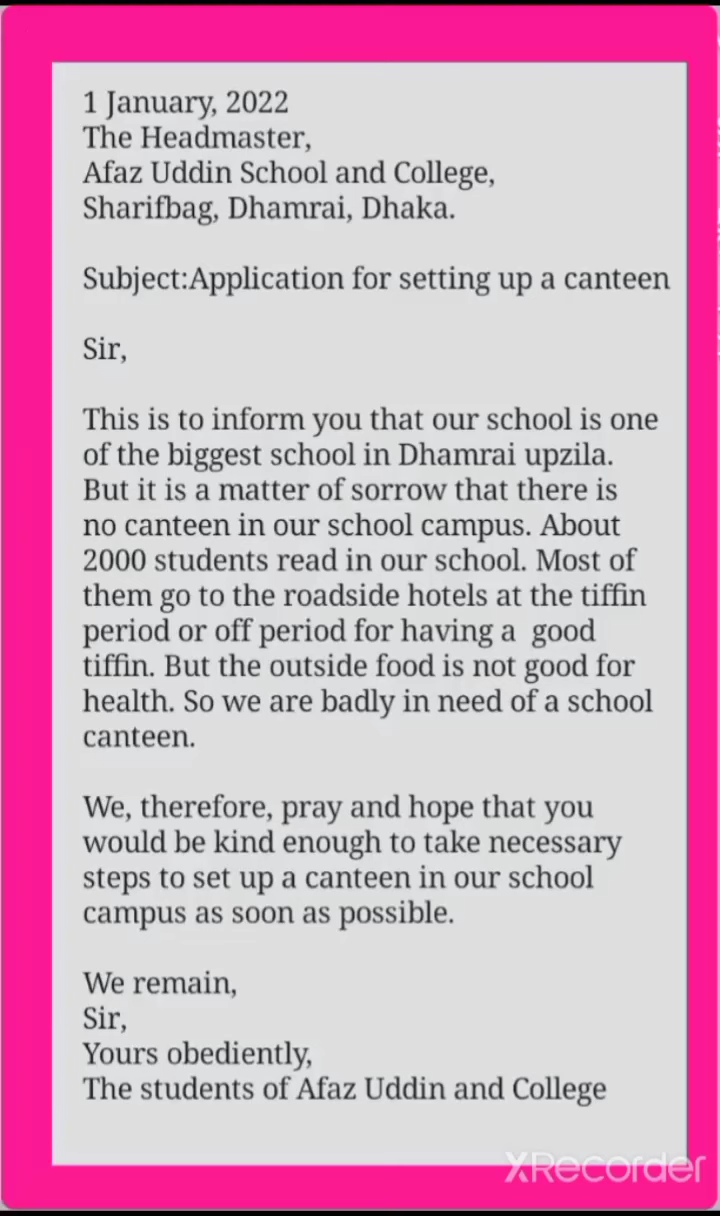 1 January, 2022
The Headmaster,
Afaz Uddin School and College,
Sharifbag, Dhamrai, Dhaka.
Subject:Application for setting up a canteen
Sir,
This is to inform you that our school is one
of the biggest school in Dhamrai upzila.
But it is a matter of sorrow that there is
no canteen in our school campus. About
2000 students read in our school. Most of
them go to the roadside hotels at the tiffin
period or off period for having a  good
tiffin. But the outside food is not good for
health. So we are badly in need of a school
canteen.
We, therefore, pray and hope that you
would be kind enough to take necessary
steps to set up a canteen in our school
campus as soon as possible.
We remain,
Sir,
Yours obediently,
The students of Afaz Uddin and College
XRecorder